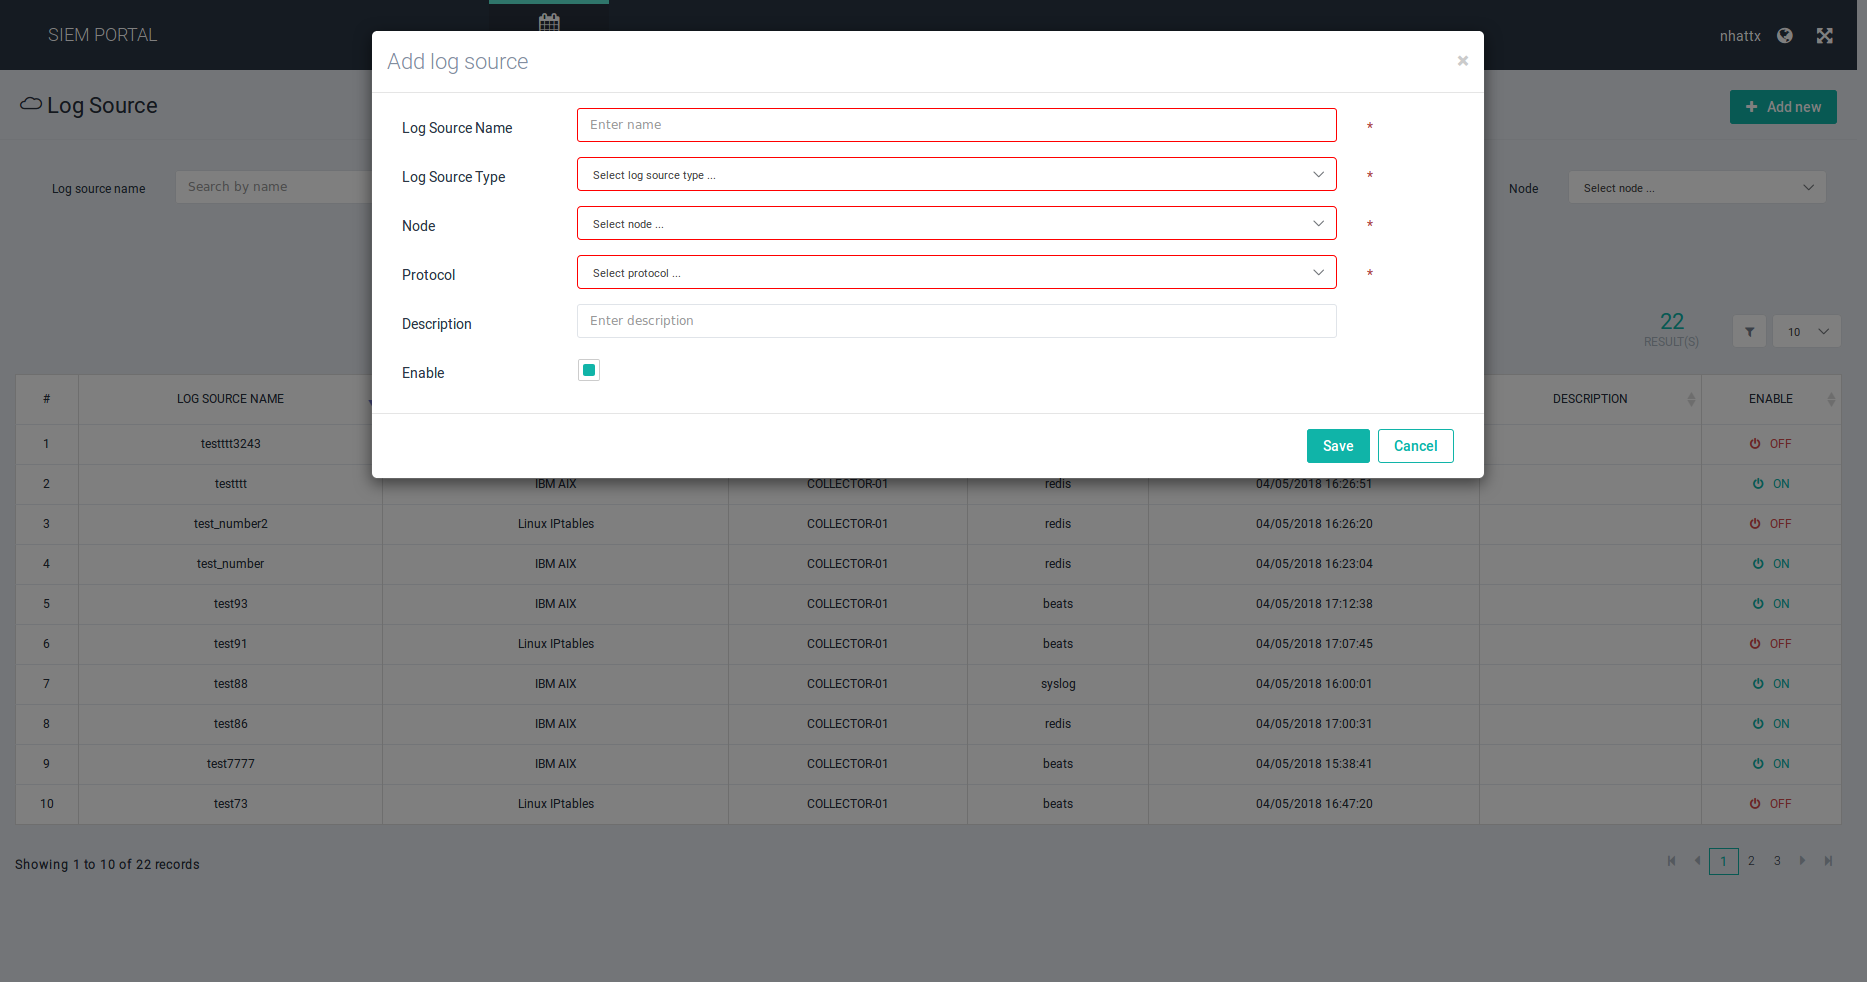 SIEM PORTAL
nhattx
Add log source
×
Log Source
+ Add new
Log Source Name
Enter name
*
Log Source Type
Select log source type ...
*
Log source name
Search by name
Node
Select node ...
Node
Select node ...
*
Protocol
Select protocol ...
*
Description
Enter description
22
RESULT(S)
10
Enable
Save
Cancel
# LOG SOURCE NAME DESCRIPTION ENABLE
1 testttt3243 OFF
2 testttt IBM AIX COLLECTOR-01 redis 04/05/2018 16:26:51 ON
3 test_number2 Linux IPtables COLLECTOR-01 redis 04/05/2018 16:26:20 OFF
4 test_number IBM AIX COLLECTOR-01 redis 04/05/2018 16:23:04 ON
5 test93 IBM AIX COLLECTOR-01 beats 04/05/2018 17:12:38 ON
6 test91 Linux IPtables COLLECTOR-01 beats 04/05/2018 17:07:45 OFF
7 test88 IBM AIX COLLECTOR-01 syslog 04/05/2018 16:00:01 ON
8 test86 IBM AIX COLLECTOR-01 redis 04/05/2018 17:00:31 ON
9 test7777 IBM AIX COLLECTOR-01 beats 04/05/2018 15:38:41 ON
10 test73 Linux IPtables COLLECTOR-01 beats 04/05/2018 16:47:20 OFF
Showing 1 to 10 of 22 records
1 2 3